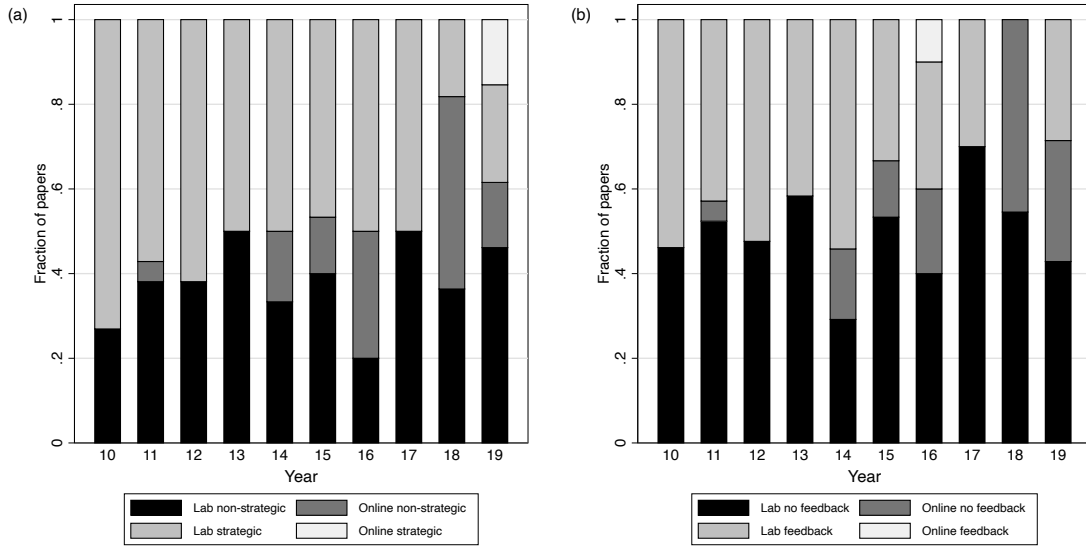 (a)
Fraction of papers
1
.8
.6
.4
.2
0
10 11 12 13 14 15 16 17 18 19
Year
Lab non-strategic
Online non-strategic
Lab strategic
Online strategic
(b)
Fraction of papers
1
.8
.6
.4
.2
0
10 11 12 13 14 15 16 17 18 19
Year
Lab no feedback
Online no feedback
Lab feedback
Online feedback